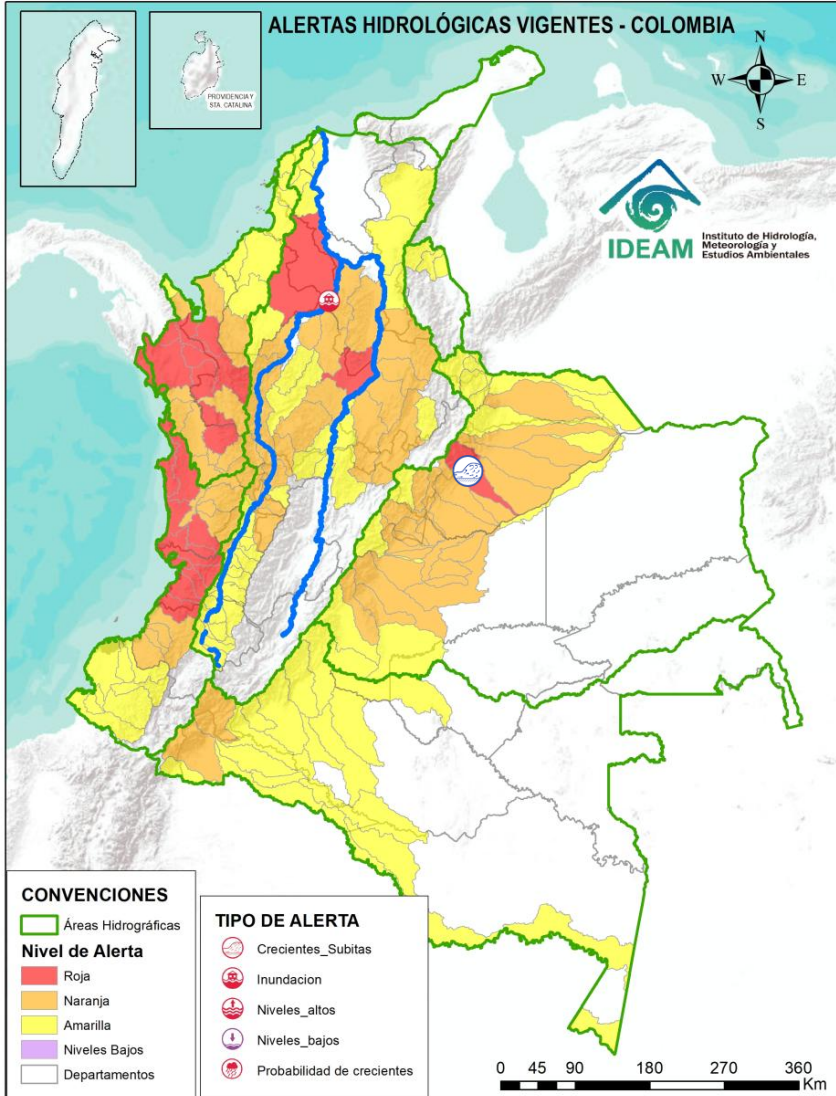 ALERTAS HIDROLÓGICAS VIGENTES - COLOMBIA
PROVIDENCIA Y
STA. CATALINA
N
W
E
S
IDEAM
Instituto de Hidrología,
Meteorología y
Estudios Ambientales
CONVENCIONES
Áreas Hidrográficas
Nivel de Alerta
Roja
Naranja
Amarilla
Niveles Bajos
Departamentos
TIPO DE ALERTA
Crecientes_Subitas
Inundacion
Niveles_altos
Niveles_bajos
Probabilidad de crecientes
0 45 90 180 270 360
Km